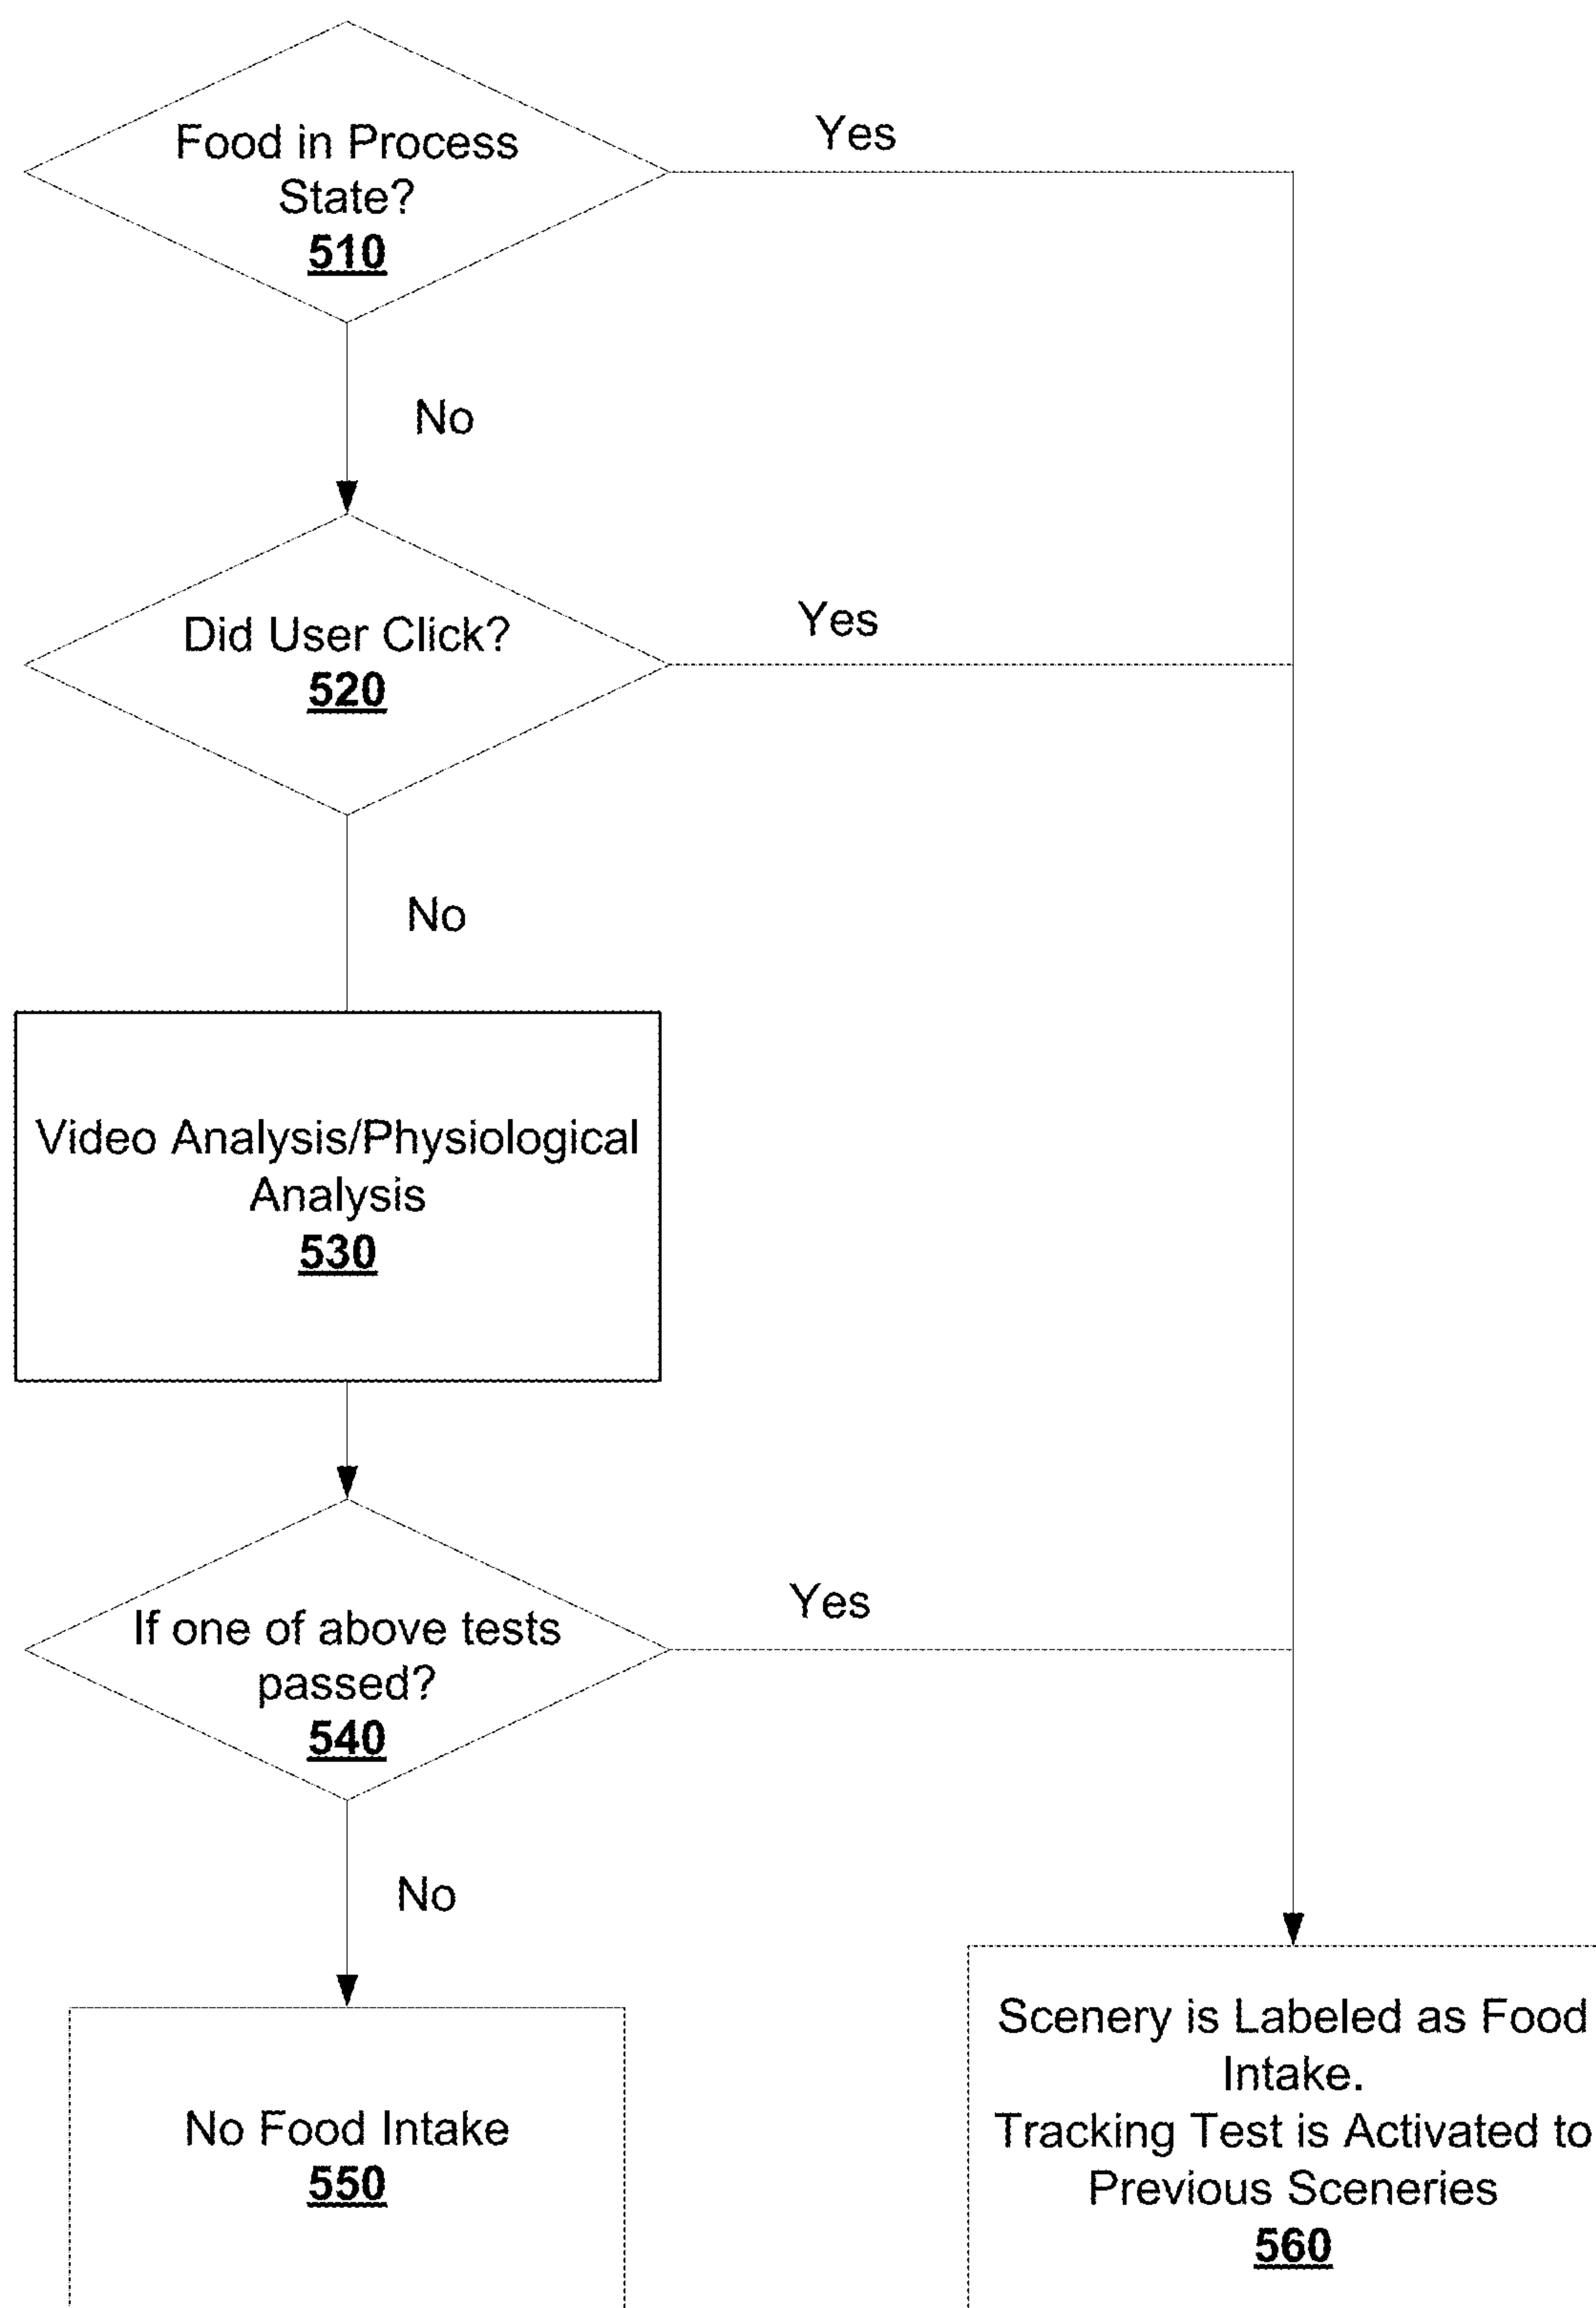 Food in Process
State?
510
Yes
No
Did User Click?
520
Yes
No
Video Analysis/Physiological
Analysis
530
If one of above tests
passed?
540
Yes
No
No Food Intake
550
Scenery is Labeled as Food
Intake.
Tracking Test is Activated to
Previous Sceneries
560